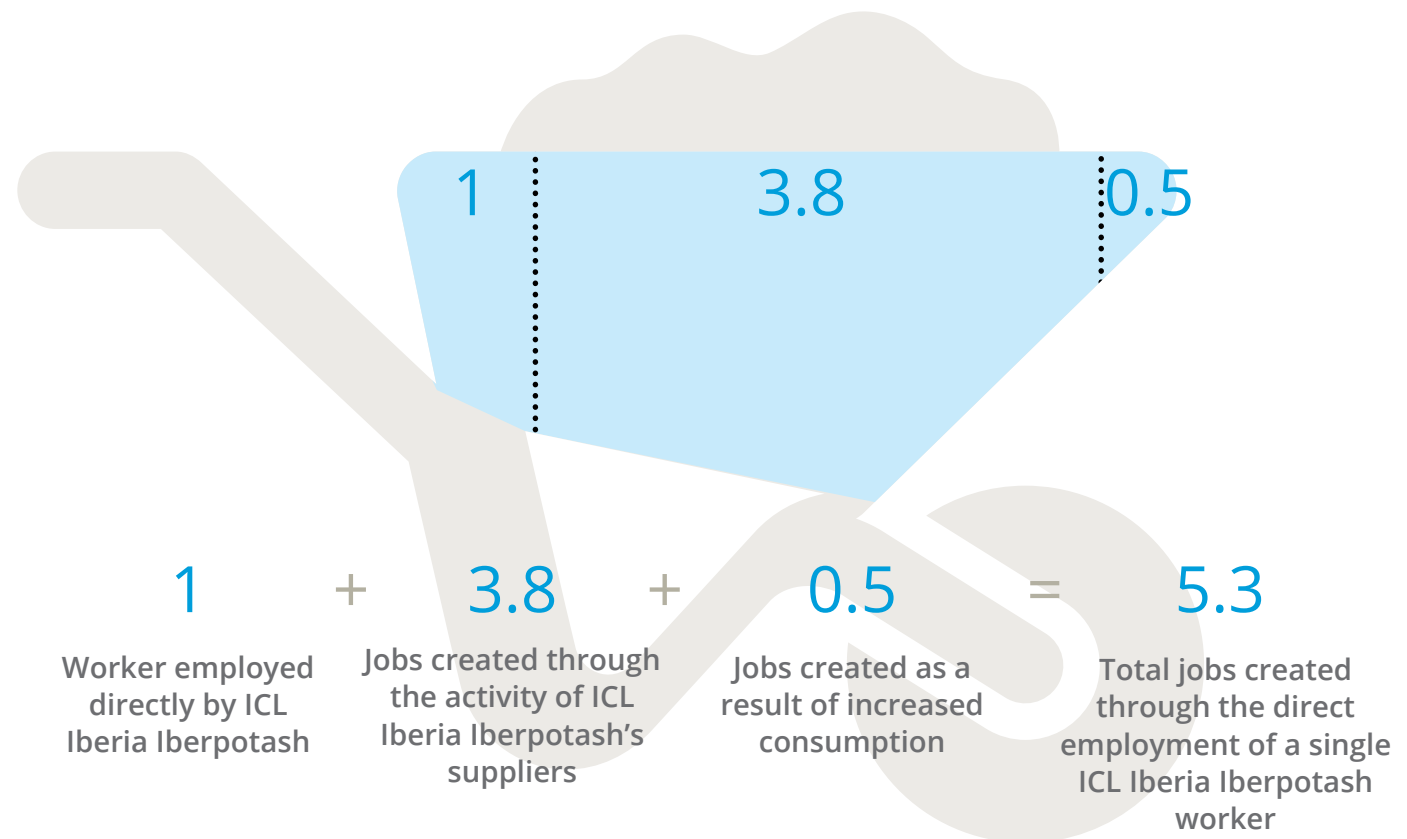 1 3.8 0.5
1 + 3.8 + 0.5 = 5.3
Worker employed
directly by ICL
Iberia Iberpotash
Jobs created through
the activity of ICL
Iberia Iberpotash’s
suppliers
Jobs created as a
result of increased
consumption
Total jobs created
through the direct
employment of a single
ICL Iberia Iberpotash
worker